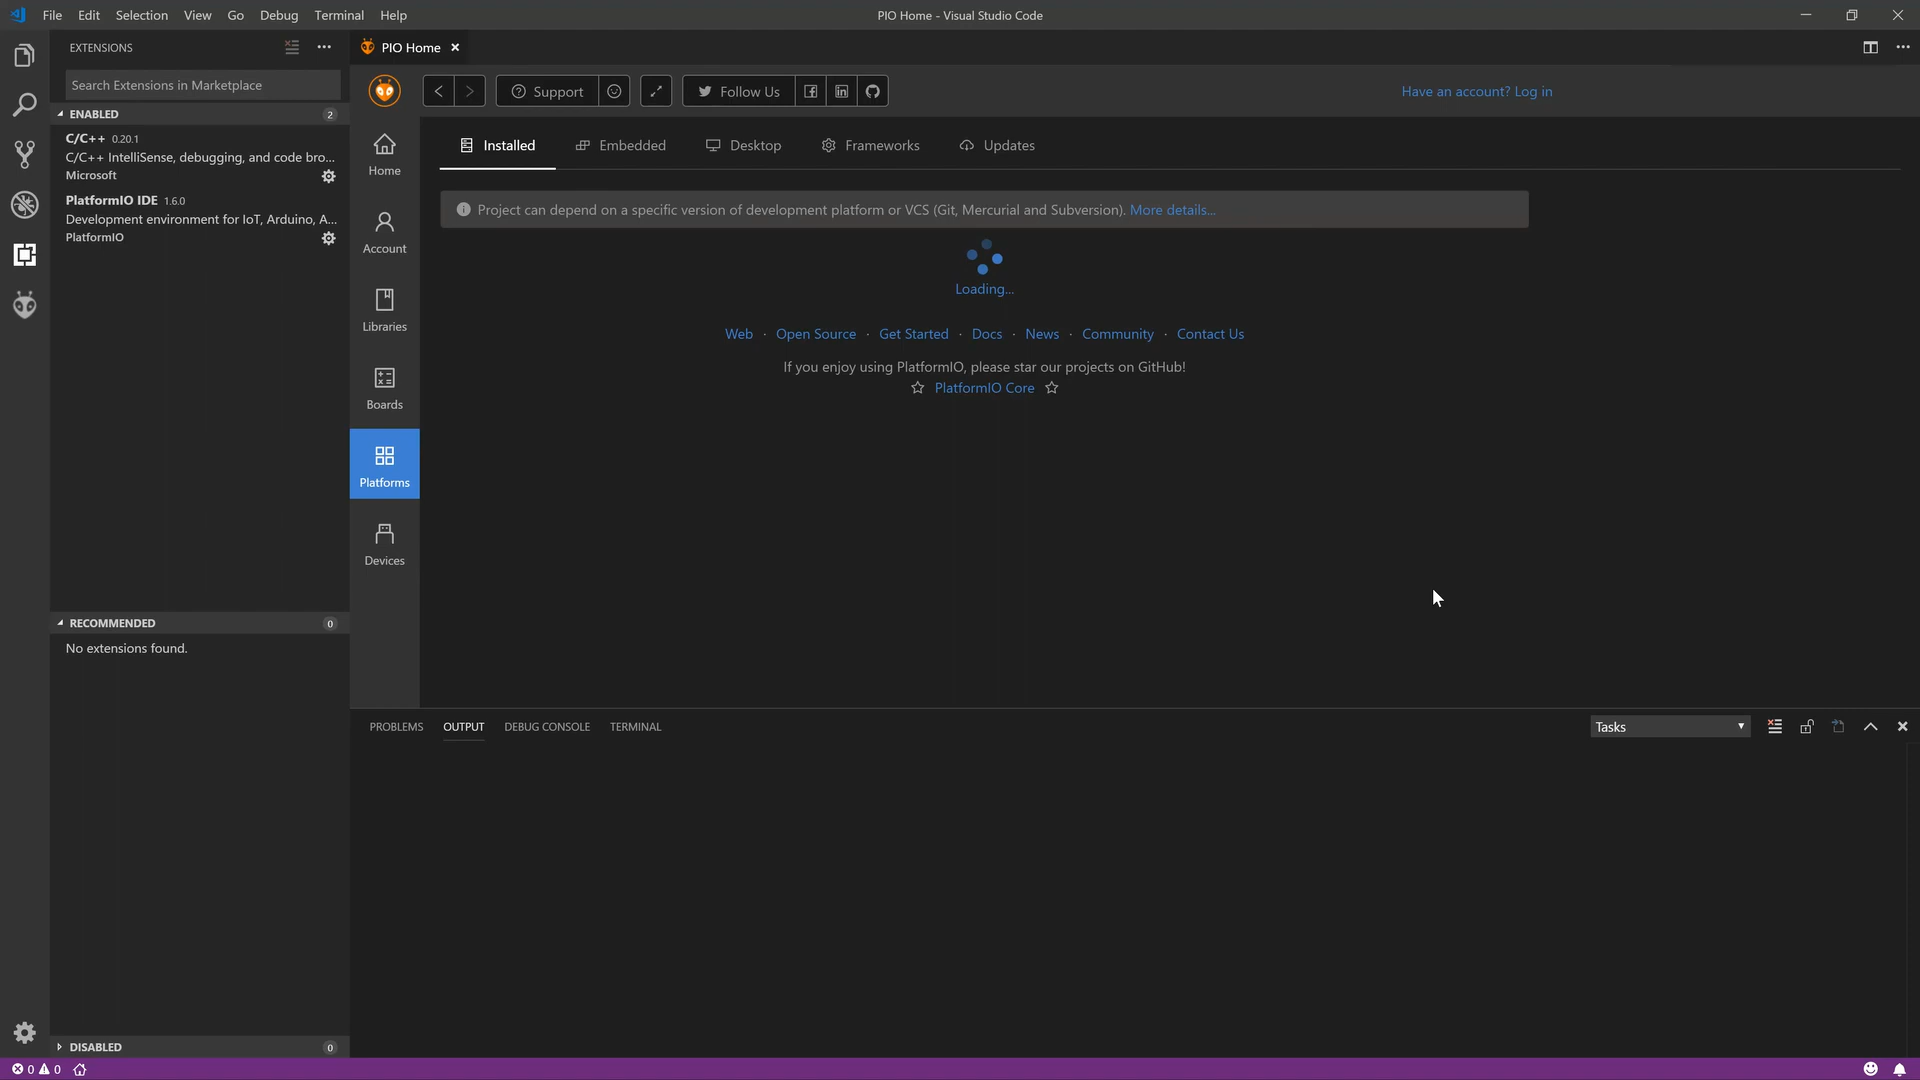 File Edit Selection View Go Debug Terminal Help
PIO Home - Visual Studio Code
EXTENSIONS
Search Extensions in Marketplace
ENABLED 2
C/C++ 0.20.1
C/C++ IntelliSense, debugging, and code bro...
Microsoft
PlatformIO IDE 1.6.0
Development environment for IoT, Arduino, A...
PlatformIO
RECOMMENDED 0
No extensions found.
DISABLED 0
PIO Home
Support
Follow Us
Have an account? Log in
Home
Account
Libraries
Boards
Platforms
Devices
Installed Embedded Desktop Frameworks Updates
Project can depend on a specific version of development platform or VCS (Git, Mercurial and Subversion). More details...
Loading...
Web · Open Source · Get Started · Docs · News · Community · Contact Us
If you enjoy using PlatformIO, please star our projects on GitHub!
PlatformIO Core
PROBLEMS OUTPUT DEBUG CONSOLE TERMINAL
Tasks
0 0